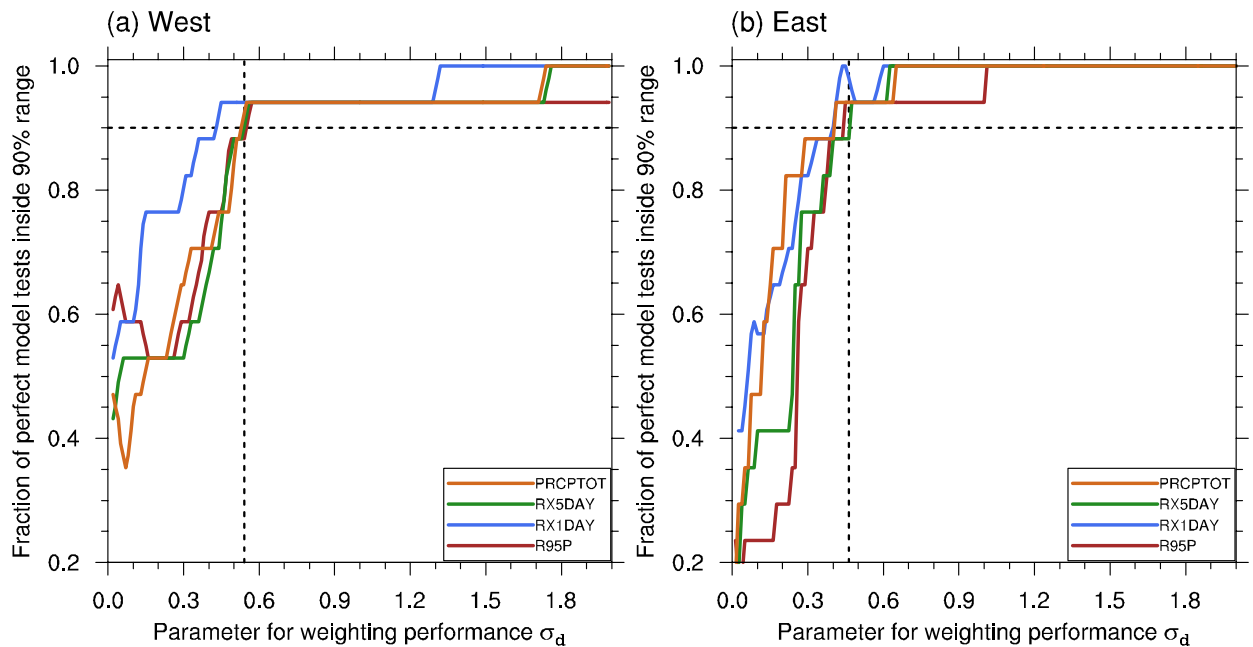 (a) West
Fraction of perfect model tests inside 90% range
1.0
0.8
0.6
0.4
0.2
0.0 0.3 0.6 0.9 1.2 1.5 1.8
Parameter for weighting performance σd
PRCPTOT
RX5DAY
RX1DAY
R95P
(b) East
Fraction of perfect model tests inside 90% range
1.0
0.8
0.6
0.4
0.2
0.0 0.3 0.6 0.9 1.2 1.5 1.8
Parameter for weighting performance σd
PRCPTOT
RX5DAY
RX1DAY
R95P